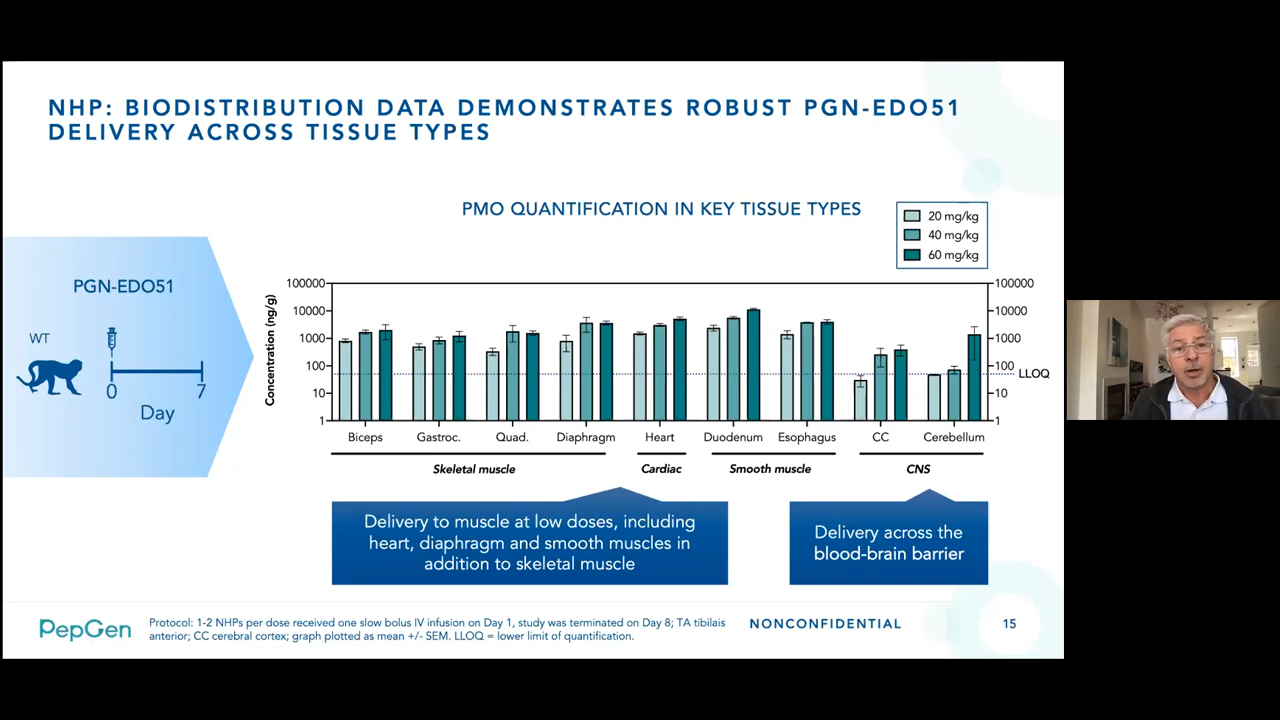 NHP: BIODISTRIBUTION DATA DEMONSTRATES ROBUST PGN-EDO51
DELIVERY ACROSS TISSUE TYPES
PMO QUANTIFICATION IN KEY TISSUE TYPES
20 mg/kg
40 mg/kg
60 mg/kg
PGN-EDO51
WT
0
7
Day
Concentration (ng/g)
100000
10000
1000
100
10
1
100000
10000
1000
100
LLOQ
10
1
Biceps
Gastroc.
Quad.
Diaphragm
Heart
Duodenum
Esophagus
CC
Cerebellum
Skeletal muscle
Cardiac
Smooth muscle
CNS
Delivery to muscle at low doses, including
heart, diaphragm and smooth muscles in
addition to skeletal muscle
Delivery across the
blood-brain barrier
PepGen
Protocol: 1-2 NHPs per dose received one slow bolus IV infusion on Day 1, study was terminated on Day 8; TA tibilais
anterior; CC cerebral cortex; graph plotted as mean +/- SEM. LLOQ = lower limit of quantification.
NONCONFIDENTIAL
15